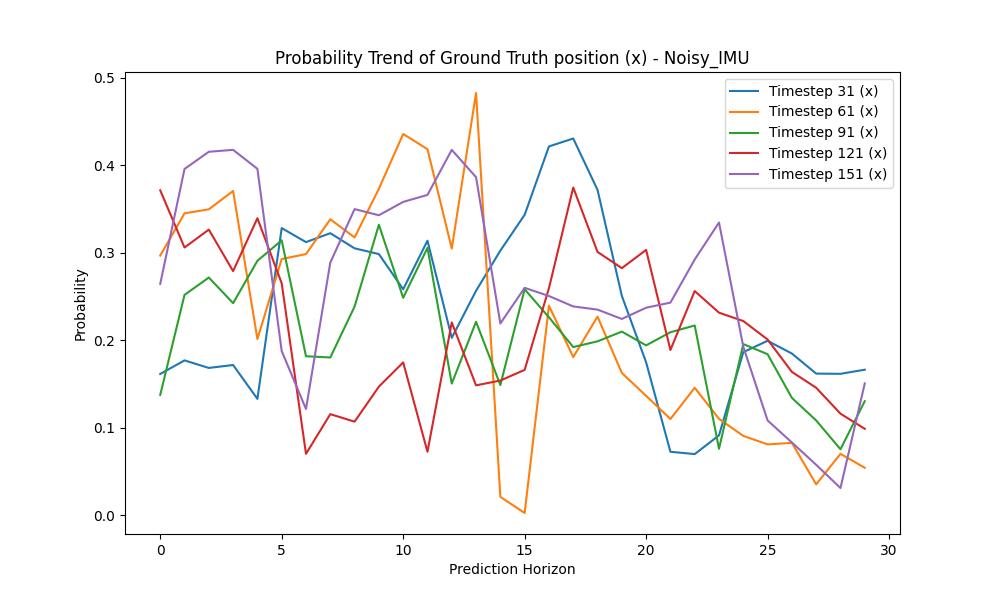 Probability Trend of Ground Truth position (x) - Noisy_IMU
0.5
0.4
0.3
0.2
0.1
0.0
Probability
Timestep 31 (x)
Timestep 61 (x)
Timestep 91 (x)
Timestep 121 (x)
Timestep 151 (x)
0 5 10 15 20 25 30
Prediction Horizon